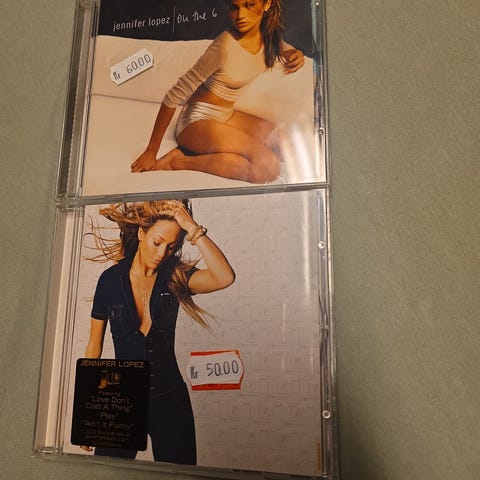 jennifer lopez | On the 6
Kr 60.00
JENNIFER LOPEZ
J.LO
Featuring
"Love Don't
Cost A Thing"
"Play"
"Ain't It Funny"
Kr 50.00